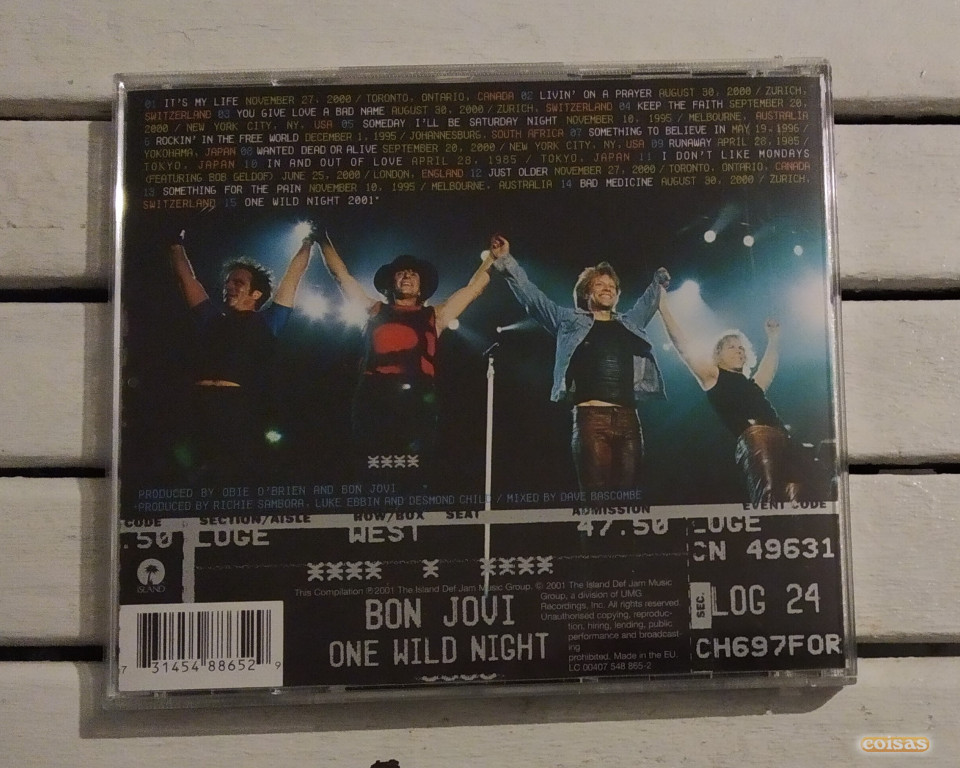 01 IT'S MY LIFE NOVEMBER 27, 2000 / TORONTO, ONTARIO, CANADA 02 LIVIN' ON A PRAYER AUGUST 30, 2000 / ZURICH,
SWITZERLAND 03 YOU GIVE LOVE A BAD NAME AUGUST 30, 2000 / ZURICH, SWITZERLAND 04 KEEP THE FAITH SEPTEMBER 20,
2000 / NEW YORK CITY, NY, USA 05 SOMEDAY I'LL BE SATURDAY NIGHT NOVEMBER 10, 1995 / MELBOURNE, AUSTRALIA
6 ROCKIN' IN THE FREE WORLD DECEMBER 1, 1995 / JOHANNESBURG, SOUTH AFRICA 07 SOMETHING TO BELIEVE IN MAY 19, 1996 /
YOKOHAMA, JAPAN 08 WANTED DEAD OR ALIVE SEPTEMBER 20, 2000 / NEW YORK CITY, NY, USA 09 RUNAWAY APRIL 28, 1985 /
TOKYO, JAPAN 10 IN AND OUT OF LOVE APRIL 28, 1985 / TOKYO, JAPAN 11 I DON'T LIKE MONDAYS
(FEATURING BOB GELDOF) JUNE 25, 2000 / LONDON, ENGLAND 12 JUST OLDER NOVEMBER 27, 2000 / TORONTO, ONTARIO, CANADA
13 SOMETHING FOR THE PAIN NOVEMBER 10, 1995 / MELBOURNE, AUSTRALIA 14 BAD MEDICINE AUGUST 30, 2000 / ZURICH,
SWITZERLAND 15 ONE WILD NIGHT 2001*
****
PRODUCED BY OBIE O'BRIEN AND BON JOVI
*PRODUCED BY RICHIE SAMBORA, LUKE EBBIN AND DESMOND CHILD / MIXED BY DAVE BASCOMBE
CODE SECTION/AISLE ROW/BOX SEAT ADMISSION EVENT CODE
.50 LOGE WEST 47.50 LOGE
CN 49631
**** * ****
ISLAND
This Compilation ℗ 2001 The Island Def Jam Music Group. © 2001 The Island Def Jam Music
Group, a division of UMG
Recordings, Inc. All rights reserved.
Unauthorised copying, reproduc-
tion, hiring, lending, public
performance and broadcast-
ing
prohibited. Made in the EU.
LC 00407 548 865-2
BON JOVI
ONE WILD NIGHT
SEC. LOG 24
CH697FOR
7 31454 88652 9
coisas